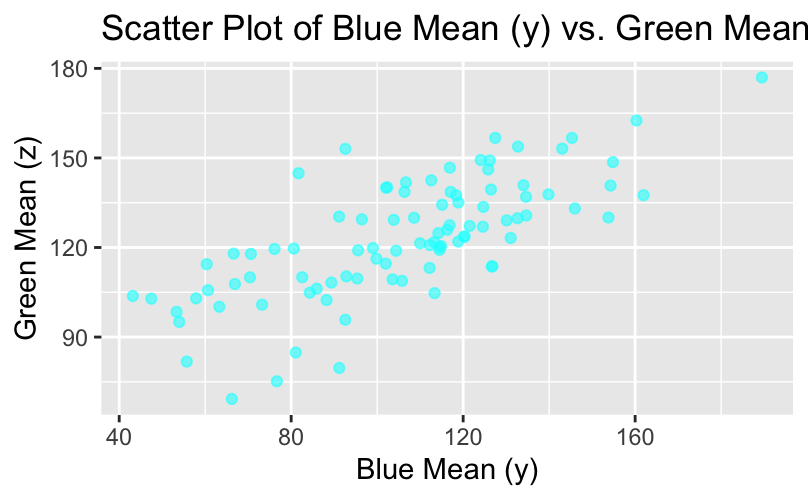 Scatter Plot of Blue Mean (y) vs. Green Mean
180
150
120
90
Green Mean (z)
40 80 120 160
Blue Mean (y)